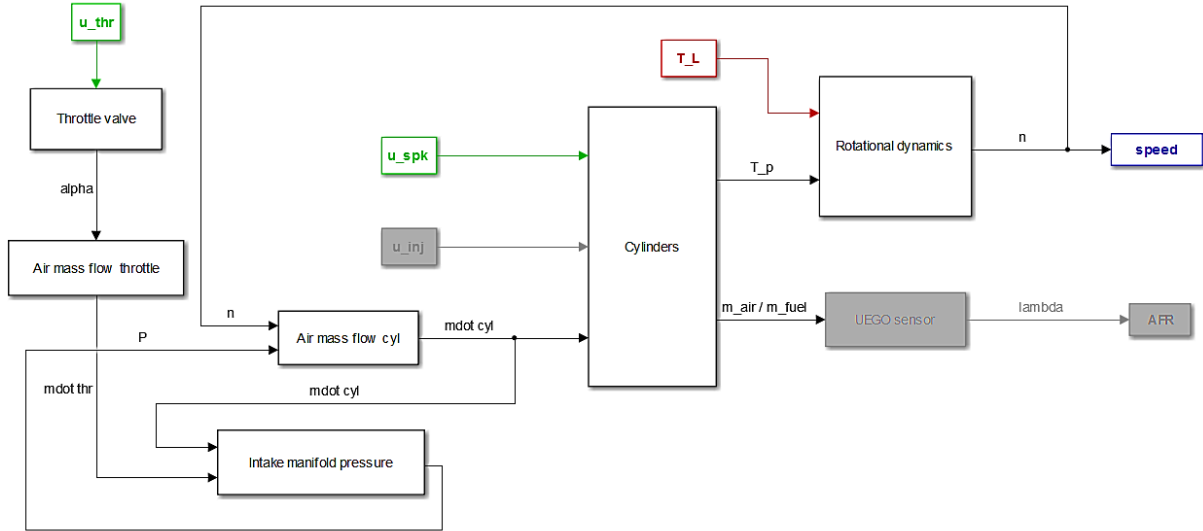 u_thr
Throttle valve
alpha
Air mass flow throttle
T_L
Rotational dynamics
n
speed
u_spk
T_p
u_inj
Cylinders
m_air / m_fuel
UEGO sensor
lambda
AFR
n
Air mass flow cyl
mdot cyl
P
mdot thr
mdot cyl
Intake manifold pressure